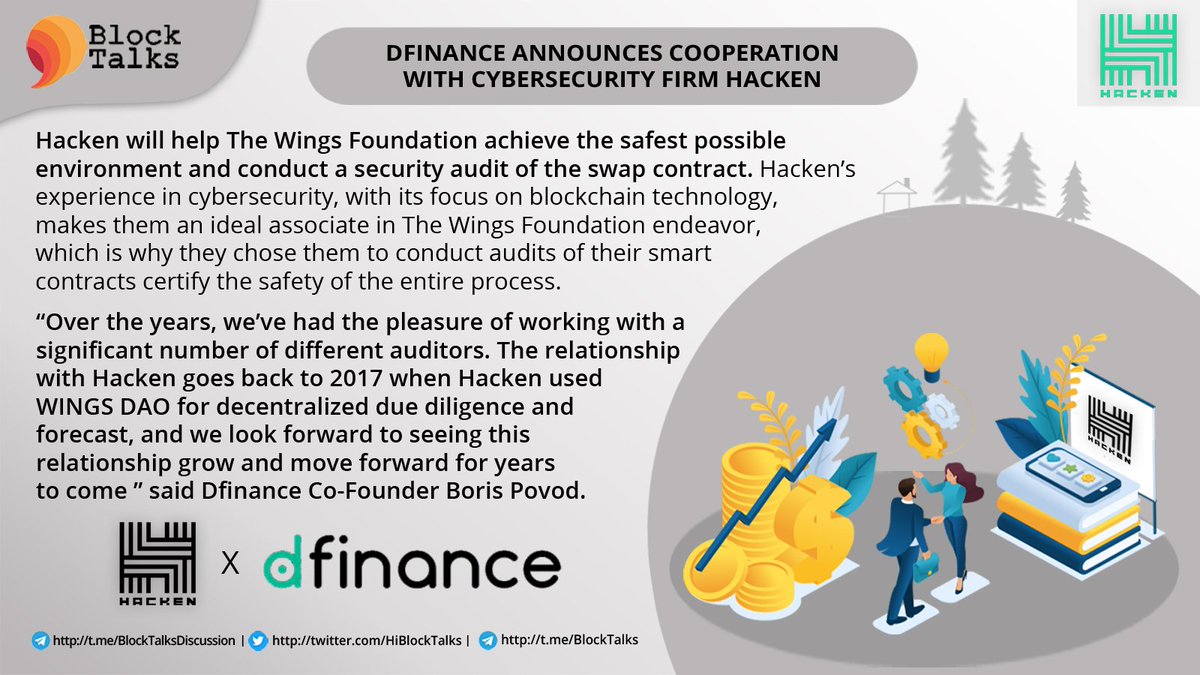 Block
Talks
DFINANCE ANNOUNCES COOPERATION
WITH CYBERSECURITY FIRM HACKEN
HACKEN
Hacken will help The Wings Foundation achieve the safest possible
environment and conduct a security audit of the swap contract. Hacken’s
experience in cybersecurity, with its focus on blockchain technology,
makes them an ideal associate in The Wings Foundation endeavor,
which is why they chose them to conduct audits of their smart
contracts certify the safety of the entire process.
“Over the years, we’ve had the pleasure of working with a
significant number of different auditors. The relationship
with Hacken goes back to 2017 when Hacken used
WINGS DAO for decentralized due diligence and
forecast, and we look forward to seeing this
relationship grow and move forward for years
to come ” said Dfinance Co-Founder Boris Povod.
HACKEN
HACKEN
X
dfinance
http://t.me/BlockTalksDiscussion | http://twitter.com/HiBlockTalks | http://t.me/BlockTalks